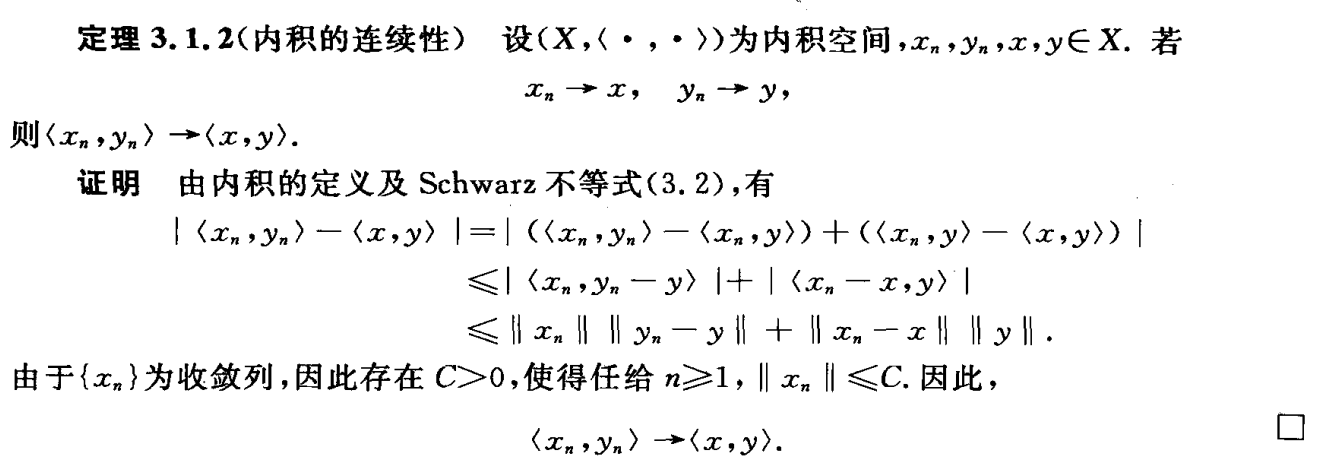 定理 3.1.2(内积的连续性) 设(X,⟨·,·⟩)为内积空间,xₙ,yₙ,x,y∈X. 若
xₙ→x, yₙ→y,
则⟨xₙ,yₙ⟩→⟨x,y⟩.
证明 由内积的定义及 Schwarz 不等式(3.2),有
|⟨xₙ,yₙ⟩−⟨x,y⟩|=|(⟨xₙ,yₙ⟩−⟨xₙ,y⟩)+(⟨xₙ,y⟩−⟨x,y⟩)|
≤|⟨xₙ,yₙ−y⟩|+|⟨xₙ−x,y⟩|
≤‖xₙ‖‖yₙ−y‖+‖xₙ−x‖‖y‖.
由于{xₙ}为收敛列,因此存在 C>0,使得任给 n≥1,‖xₙ‖≤C. 因此,
⟨xₙ,yₙ⟩→⟨x,y⟩. □